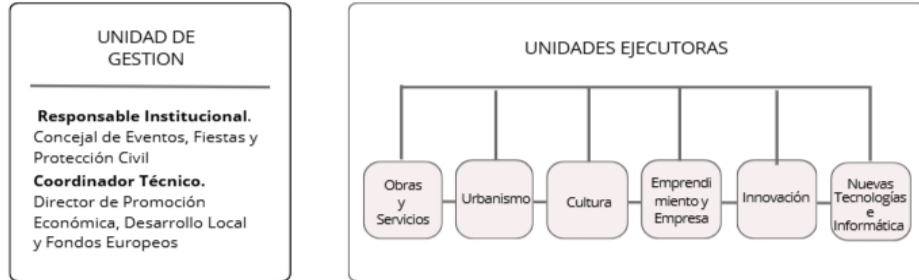 UNIDAD DE
GESTION
Responsable Institucional.
Concejal de Eventos, Fiestas y
Protección Civil
Coordinador Técnico.
Director de Promoción
Económica, Desarrollo Local
y Fondos Europeos
UNIDADES EJECUTORAS
Obras
y
Servicios
Urbanismo
Cultura
Emprendi
miento y
Empresa
Innovación
Nuevas
Tecnologías
e
Informática